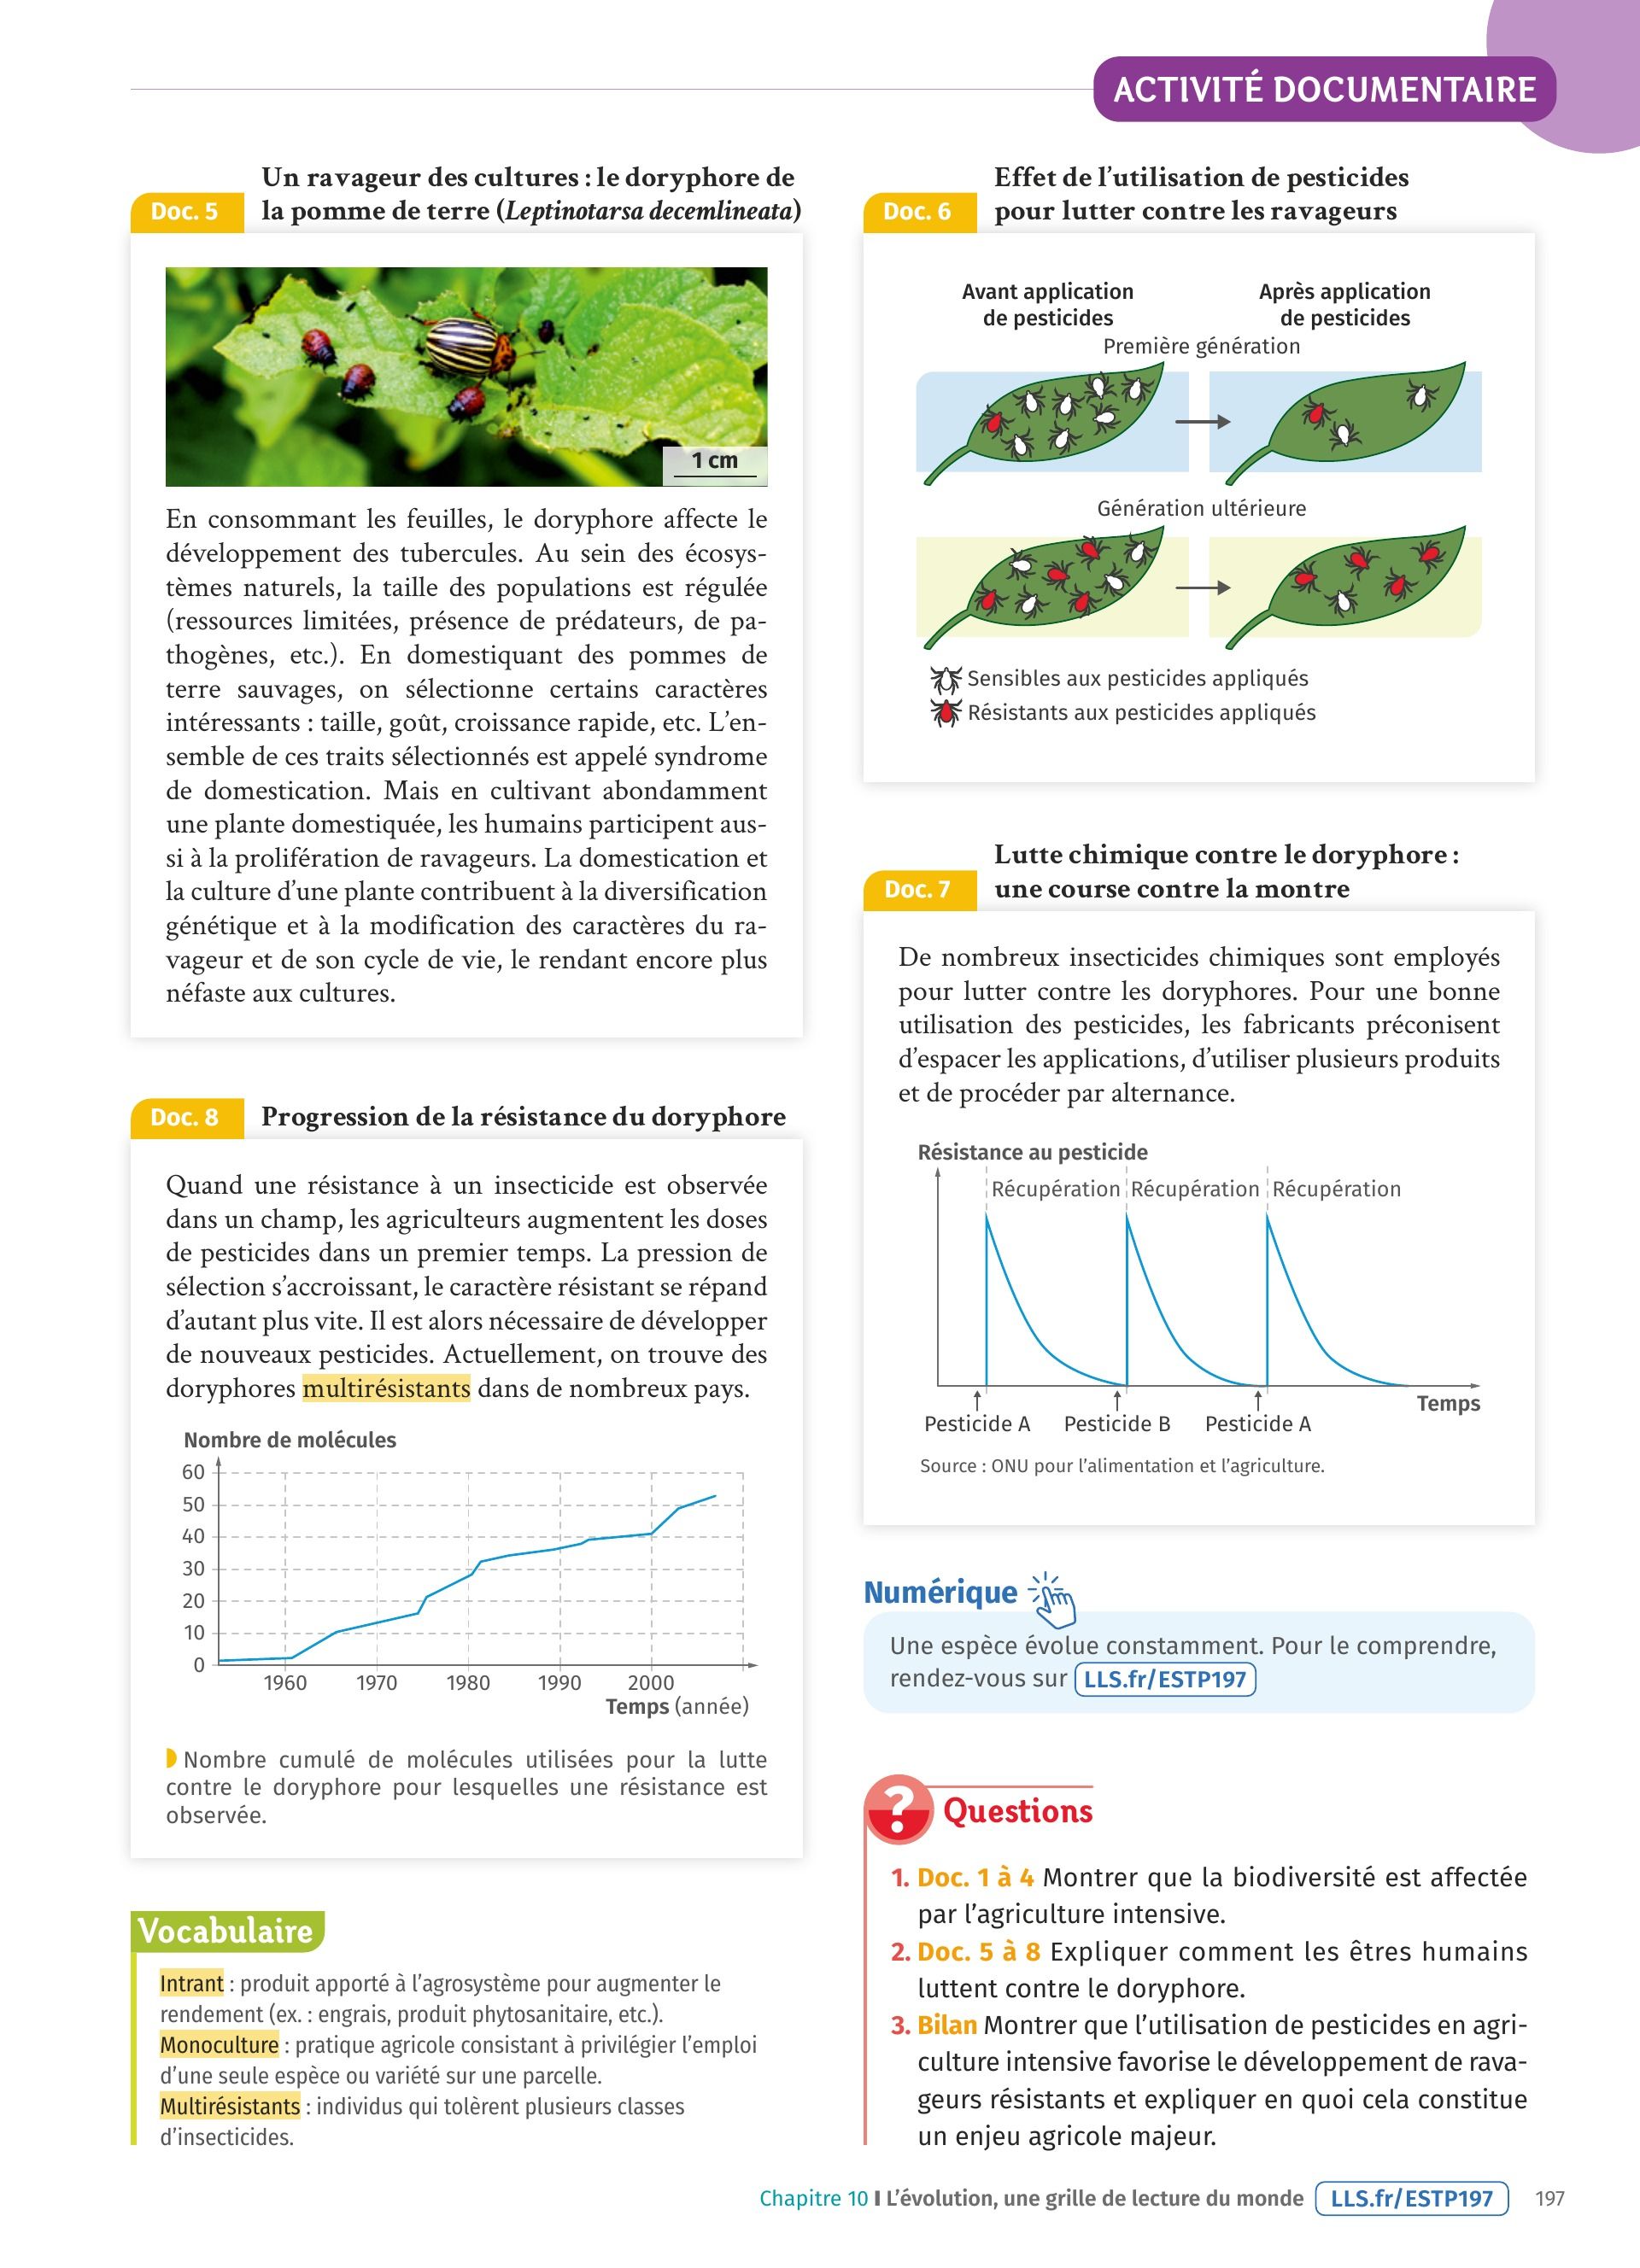 ACTIVITÉ DOCUMENTAIRE
Doc. 5
Un ravageur des cultures : le doryphore de
la pomme de terre (Leptinotarsa decemlineata)
1 cm
En consommant les feuilles, le doryphore affecte le
développement des tubercules. Au sein des écosys-
tèmes naturels, la taille des populations est régulée
(ressources limitées, présence de prédateurs, de pa-
thogènes, etc.). En domestiquant des pommes de
terre sauvages, on sélectionne certains caractères
intéressants : taille, goût, croissance rapide, etc. L'en-
semble de ces traits sélectionnés est appelé syndrome
de domestication. Mais en cultivant abondamment
une plante domestiquée, les humains participent aus-
si à la prolifération de ravageurs. La domestication et
la culture d'une plante contribuent à la diversification
génétique et à la modification des caractères du ra-
vageur et de son cycle de vie, le rendant encore plus
néfaste aux cultures.
Doc. 8
Progression de la résistance du doryphore
Quand une résistance à un insecticide est observée
dans un champ, les agriculteurs augmentent les doses
de pesticides dans un premier temps. La pression de
sélection s'accroissant, le caractère résistant se répand
d'autant plus vite. Il est alors nécessaire de développer
de nouveaux pesticides. Actuellement, on trouve des
doryphores multirésistants dans de nombreux pays.
Nombre de molécules
60
50
40
30
20
10
0
1960 1970 1980 1990 2000
Temps (année)
Nombre cumulé de molécules utilisées pour la lutte
contre le doryphore pour lesquelles une résistance est
observée.
Vocabulaire
Intrant : produit apporté à l'agrosystème pour augmenter le
rendement (ex. : engrais, produit phytosanitaire, etc.).
Monoculture : pratique agricole consistant à privilégier l'emploi
d'une seule espèce ou variété sur une parcelle.
Multirésistants : individus qui tolèrent plusieurs classes
d'insecticides.
Doc. 6
Effet de l'utilisation de pesticides
pour lutter contre les ravageurs
Avant application
de pesticides
Après application
de pesticides
Première génération
Génération ultérieure
Sensibles aux pesticides appliqués
Résistants aux pesticides appliqués
Doc. 7
Lutte chimique contre le doryphore :
une course contre la montre
De nombreux insecticides chimiques sont employés
pour lutter contre les doryphores. Pour une bonne
utilisation des pesticides, les fabricants préconisent
d'espacer les applications, d'utiliser plusieurs produits
et de procéder par alternance.
Résistance au pesticide
Récupération Récupération Récupération
Temps
Pesticide A Pesticide B Pesticide A
Source : ONU pour l'alimentation et l'agriculture.
Numérique
Une espèce évolue constamment. Pour le comprendre,
rendez-vous sur LLS.fr/ESTP197
? Questions
1. Doc. 1 à 4 Montrer que la biodiversité est affectée
par l'agriculture intensive.
2. Doc. 5 à 8 Expliquer comment les êtres humains
luttent contre le doryphore.
3. Bilan Montrer que l'utilisation de pesticides en agri-
culture intensive favorise le développement de rava-
geurs résistants et expliquer en quoi cela constitue
un enjeu agricole majeur.
Chapitre 10 I L'évolution, une grille de lecture du monde LLS.fr/ESTP197 197